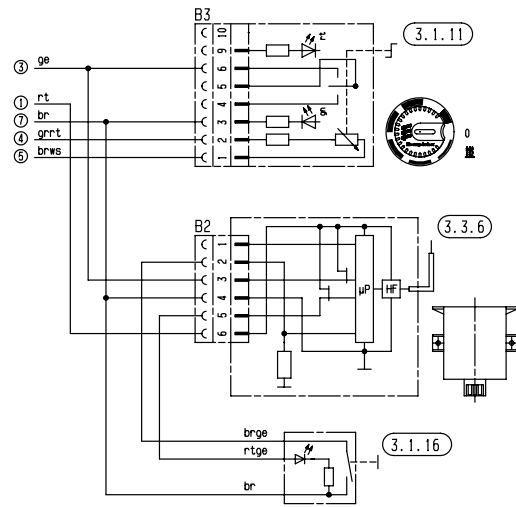 B3
3.1.11
10
9
rt
③ ge
6
5
① rt
4
⑦ br
3
gn
④ grrt
2
⑤ brws
1
0
B2
3.3.6
1
2
3
4
5
6
µP
HF
brge
rtge
3.1.16
br